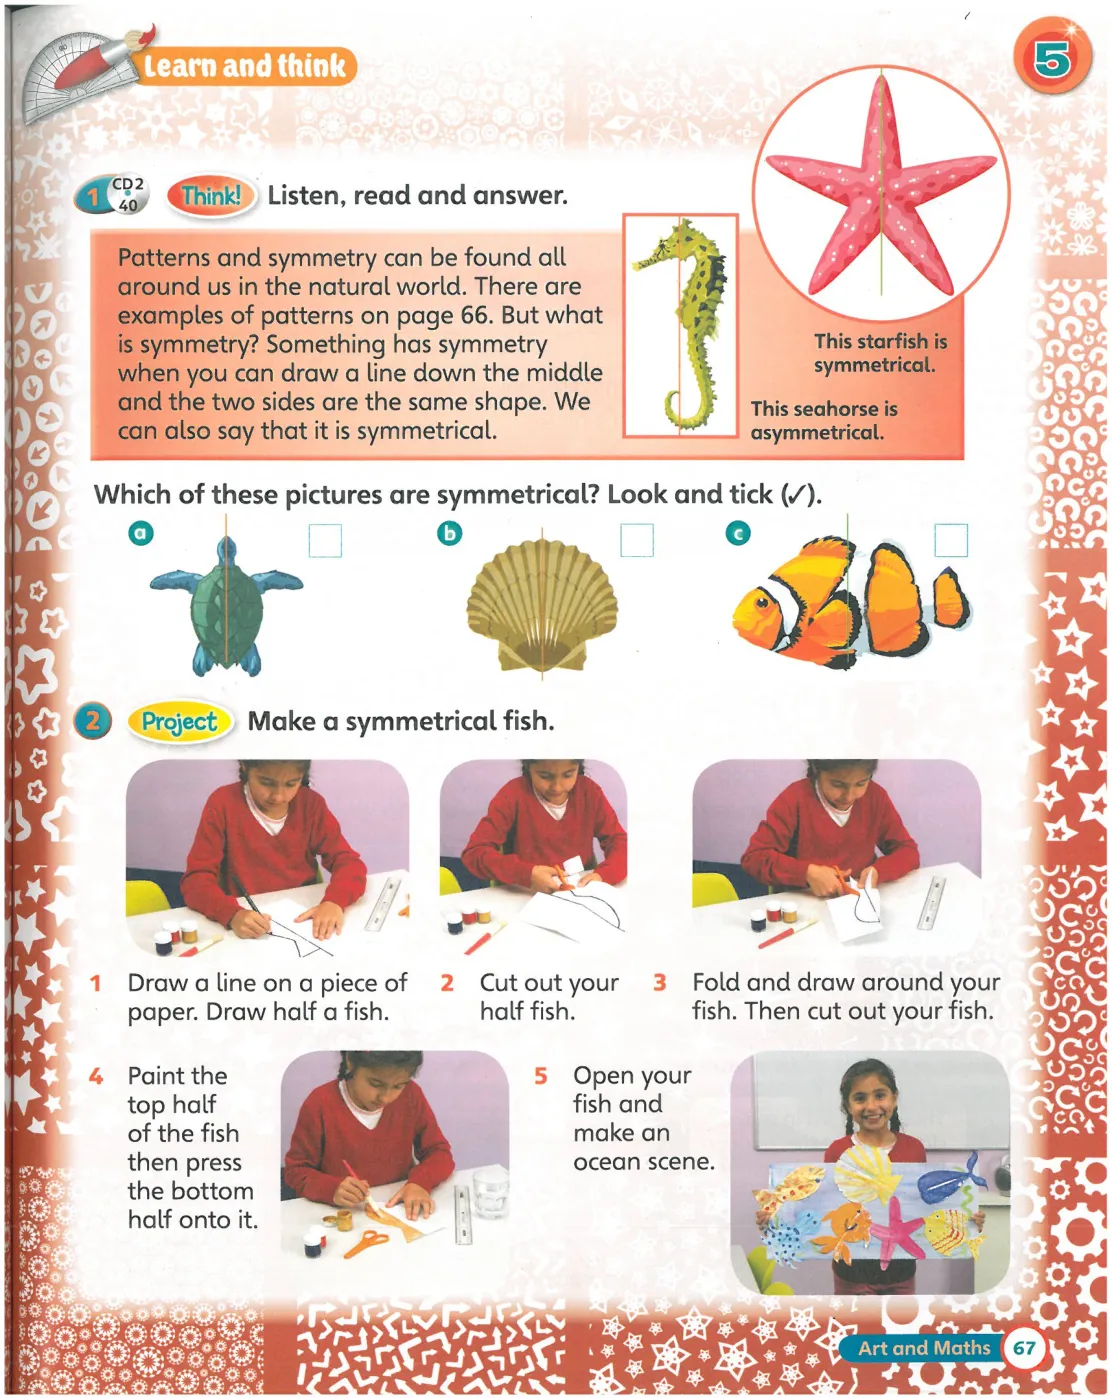 Learn and think
5
1 CD2 40 Think! Listen, read and answer.
Patterns and symmetry can be found all
around us in the natural world. There are
examples of patterns on page 66. But what
is symmetry? Something has symmetry
when you can draw a line down the middle
and the two sides are the same shape. We
can also say that it is symmetrical.
This starfish is
symmetrical.
This seahorse is
asymmetrical.
Which of these pictures are symmetrical? Look and tick (✓).
a
b
c
2 Project Make a symmetrical fish.
1 Draw a line on a piece of
paper. Draw half a fish.
2 Cut out your
half fish.
3 Fold and draw around your
fish. Then cut out your fish.
4 Paint the
top half
of the fish
then press
the bottom
half onto it.
5 Open your
fish and
make an
ocean scene.
Art and Maths 67